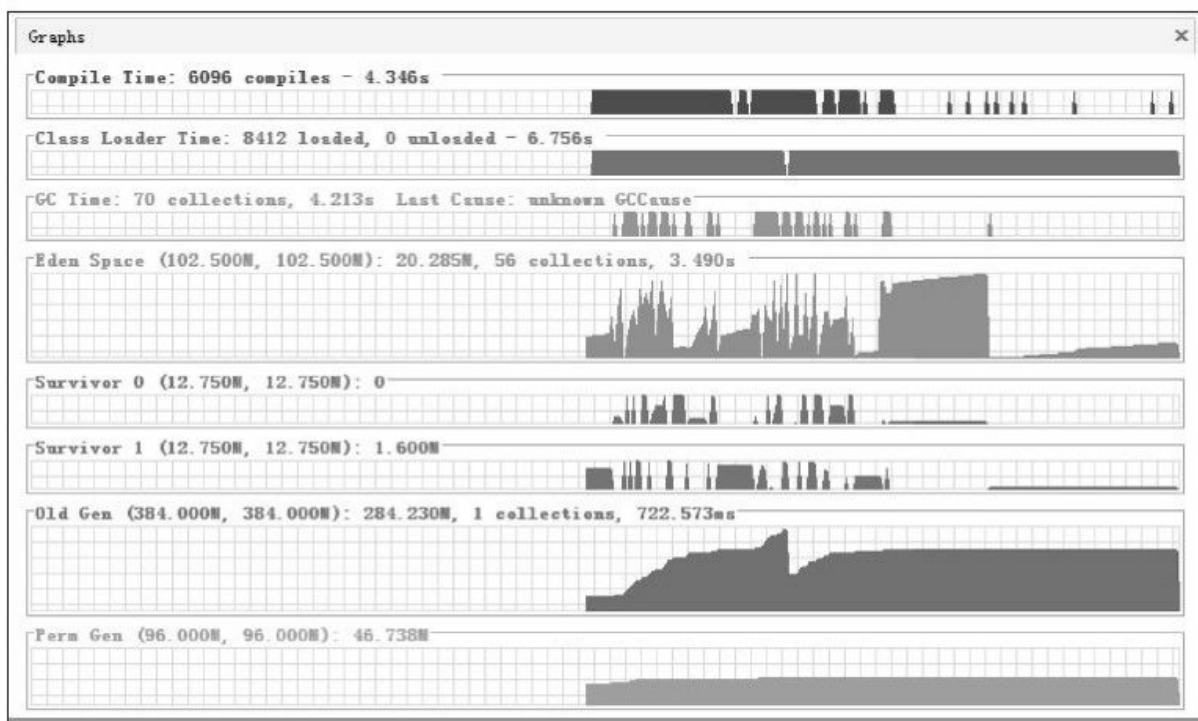 Graphs
Compile Time: 6096 compiles - 4.346s
Class Loader Time: 8412 loaded, 0 unloaded - 6.756s
GC Time: 70 collections, 4.213s Last Cause: unknown GCCause
Eden Space (102.500M, 102.500M): 20.285M, 56 collections, 3.490s
Survivor 0 (12.750M, 12.750M): 0
Survivor 1 (12.750M, 12.750M): 1.600M
Old Gen (384.000M, 384.000M): 284.230M, 1 collections, 722.573ms
Perm Gen (96.000M, 96.000M): 46.738M